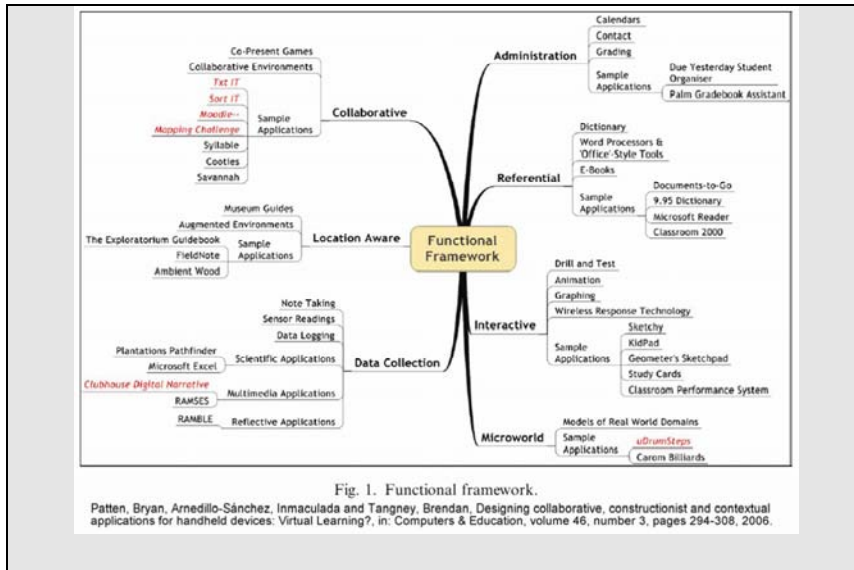 Co-Present Games
Collaborative Environments
Txt IT
Sort IT
Moodie--
Mapping Challenge
Syllable
Cooties
Savannah
Sample
Applications
Collaborative
Museum Guides
Augmented Environments
The Exploratorium Guidebook
FieldNote
Ambient Wood
Sample
Applications
Location Aware
Note Taking
Sensor Readings
Data Logging
Plantations Pathfinder
Microsoft Excel
Scientific Applications
Clubhouse Digital Narrative
RAMSES
Multimedia Applications
RAMBLE
Reflective Applications
Data Collection
Functional
Framework
Administration
Calendars
Contact
Grading
Sample
Applications
Due Yesterday Student
Organiser
Palm Gradebook Assistant
Referential
Dictionary
Word Processors &
'Office'-Style Tools
E-Books
Sample
Applications
Documents-to-Go
9.95 Dictionary
Microsoft Reader
Classroom 2000
Interactive
Drill and Test
Animation
Graphing
Wireless Response Technology
Sample
Applications
Sketchy
KidPad
Geometer's Sketchpad
Study Cards
Classroom Performance System
Microworld
Models of Real World Domains
Sample
Applications
uDrumSteps
Carom Billiards
Fig. 1. Functional framework.
Patten, Bryan, Arnedillo-Sánchez, Inmaculada and Tangney, Brendan, Designing collaborative, constructionist and contextual
applications for handheld devices: Virtual Learning?, in: Computers & Education, volume 46, number 3, pages 294-308, 2006.